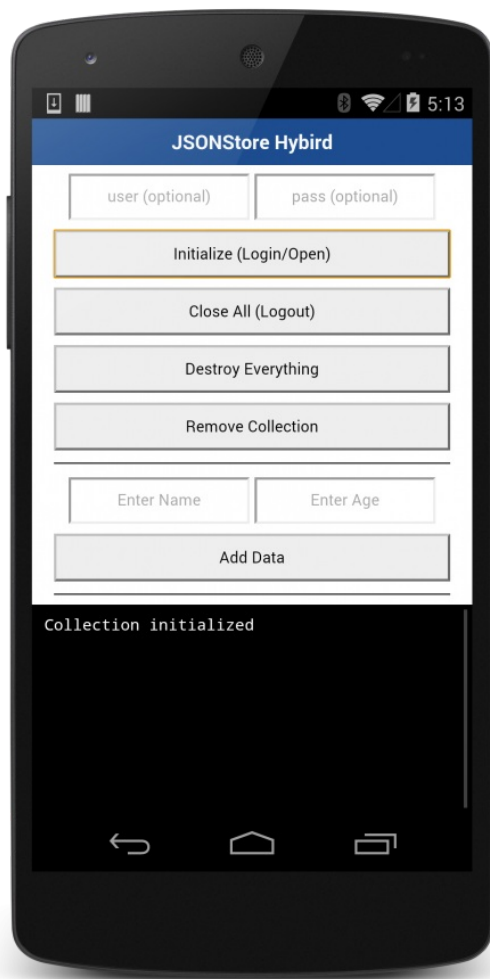 5:13
JSONStore Hybird
user (optional) pass (optional)
Initialize (Login/Open)
Close All (Logout)
Destroy Everything
Remove Collection
Enter Name Enter Age
Add Data
Collection initialized